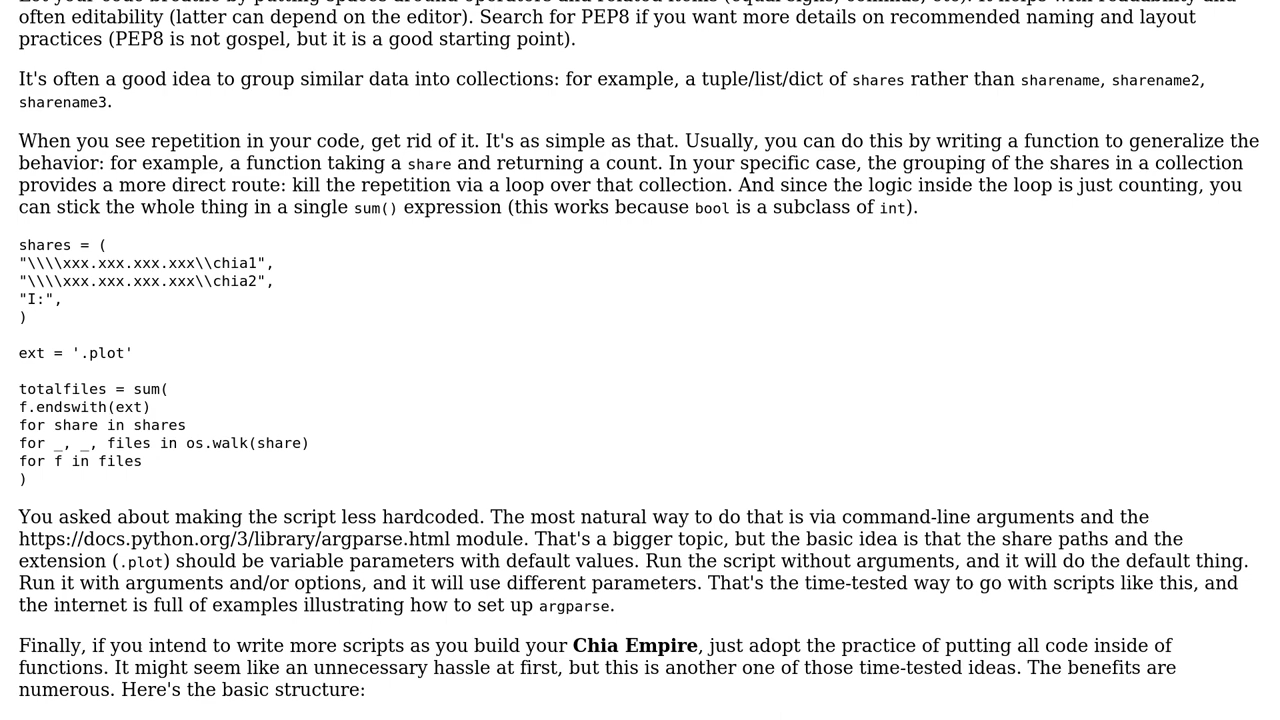 often editability (latter can depend on the editor). Search for PEP8 if you want more details on recommended naming and layout
practices (PEP8 is not gospel, but it is a good starting point).
It's often a good idea to group similar data into collections: for example, a tuple/list/dict of shares rather than sharename, sharename2,
sharename3.
When you see repetition in your code, get rid of it. It's as simple as that. Usually, you can do this by writing a function to generalize the
behavior: for example, a function taking a share and returning a count. In your specific case, the grouping of the shares in a collection
provides a more direct route: kill the repetition via a loop over that collection. And since the logic inside the loop is just counting, you
can stick the whole thing in a single sum() expression (this works because bool is a subclass of int).
shares = (
"\\\\xxx.xxx.xxx.xxx\\chia1",
"\\\\xxx.xxx.xxx.xxx\\chia2",
"I:",
)
ext = '.plot'
totalfiles = sum(
f.endswith(ext)
for share in shares
for _, _, files in os.walk(share)
for f in files
)
You asked about making the script less hardcoded. The most natural way to do that is via command-line arguments and the
https://docs.python.org/3/library/argparse.html module. That's a bigger topic, but the basic idea is that the share paths and the
extension (.plot) should be variable parameters with default values. Run the script without arguments, and it will do the default thing.
Run it with arguments and/or options, and it will use different parameters. That's the time-tested way to go with scripts like this, and
the internet is full of examples illustrating how to set up argparse.
Finally, if you intend to write more scripts as you build your Chia Empire, just adopt the practice of putting all code inside of
functions. It might seem like an unnecessary hassle at first, but this is another one of those time-tested ideas. The benefits are
numerous. Here's the basic structure: